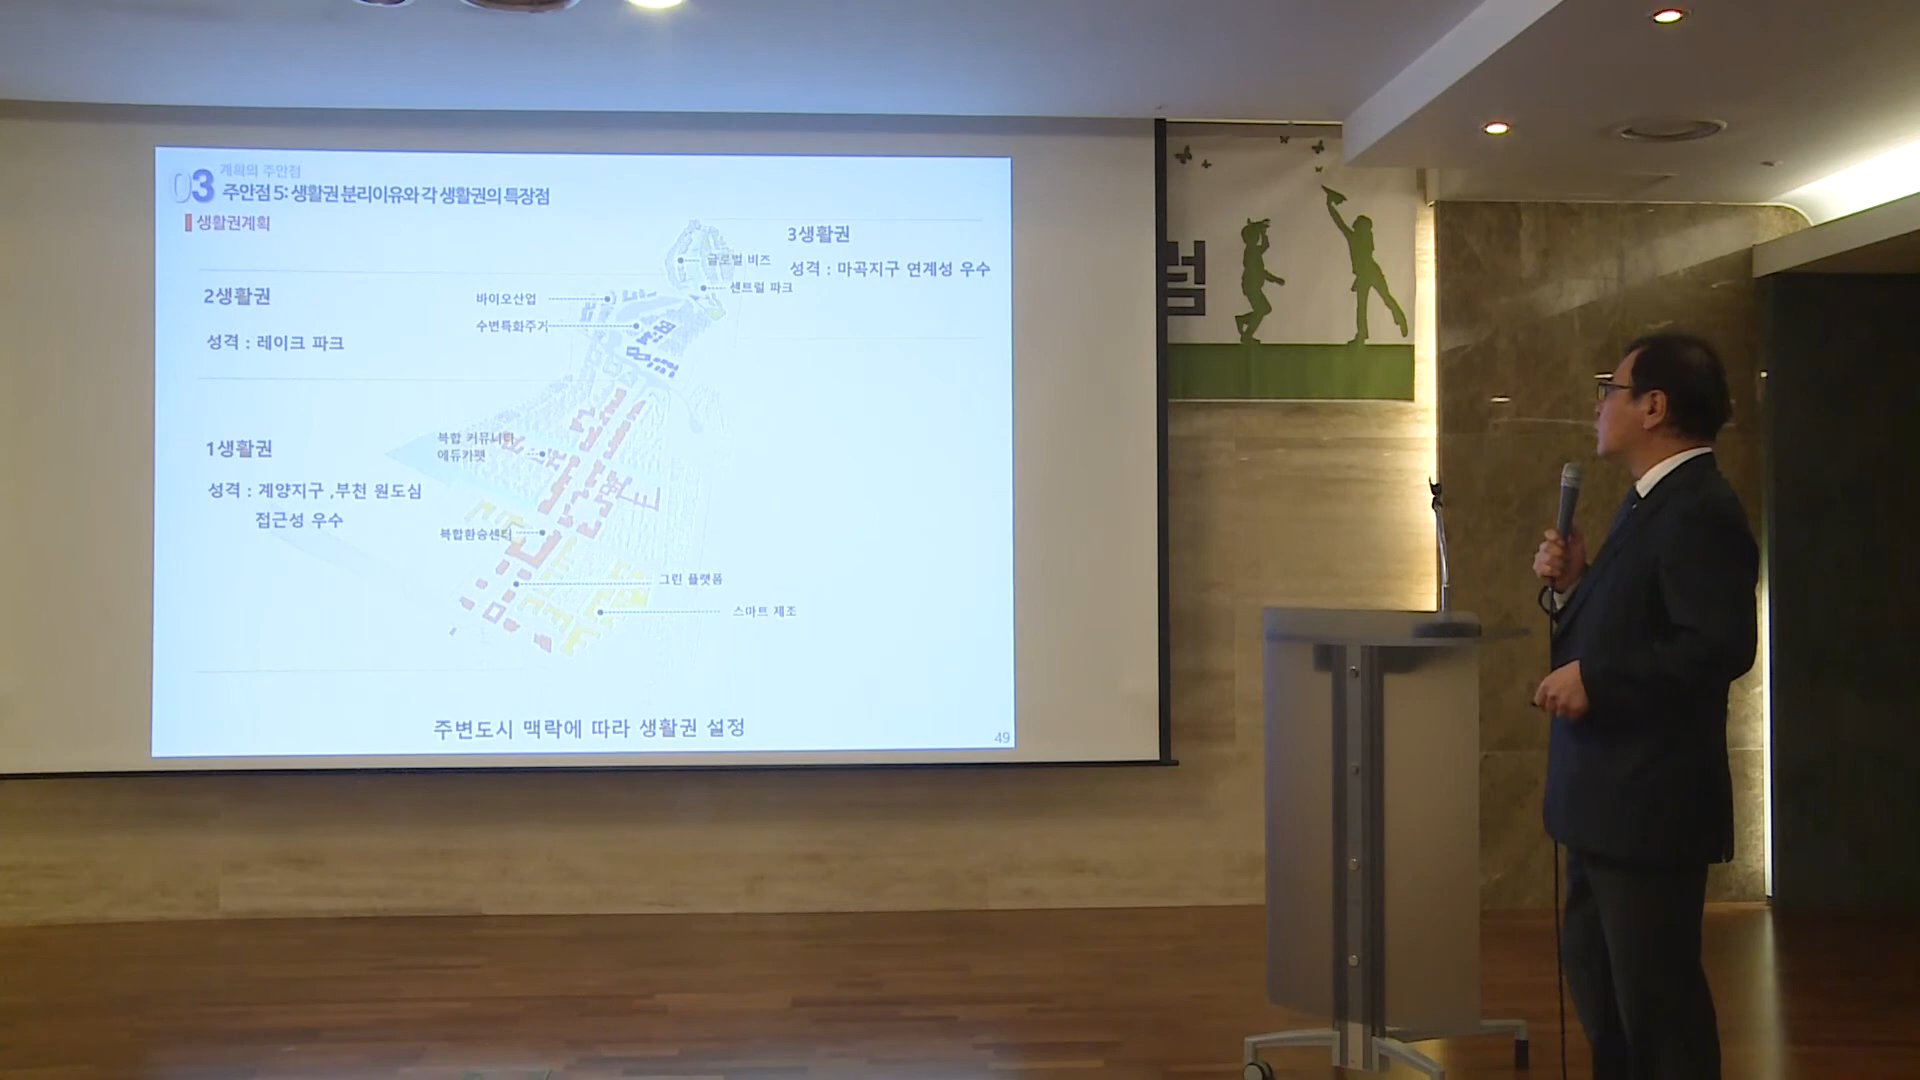 계획의 주안점
03 주안점 5: 생활권 분리이유와 각 생활권의 특장점
생활권계획
3생활권
성격 : 마곡지구 연계성 우수
글로벌 비즈
센트럴 파크
2생활권
성격 : 레이크 파크
바이오산업
수변특화주거
1생활권
성격 : 계양지구 ,부천 원도심
접근성 우수
복합 커뮤니티
에듀카펫
복합환승센터
그린 플랫폼
스마트 제조
주변도시 맥락에 따라 생활권 설정
49
럼